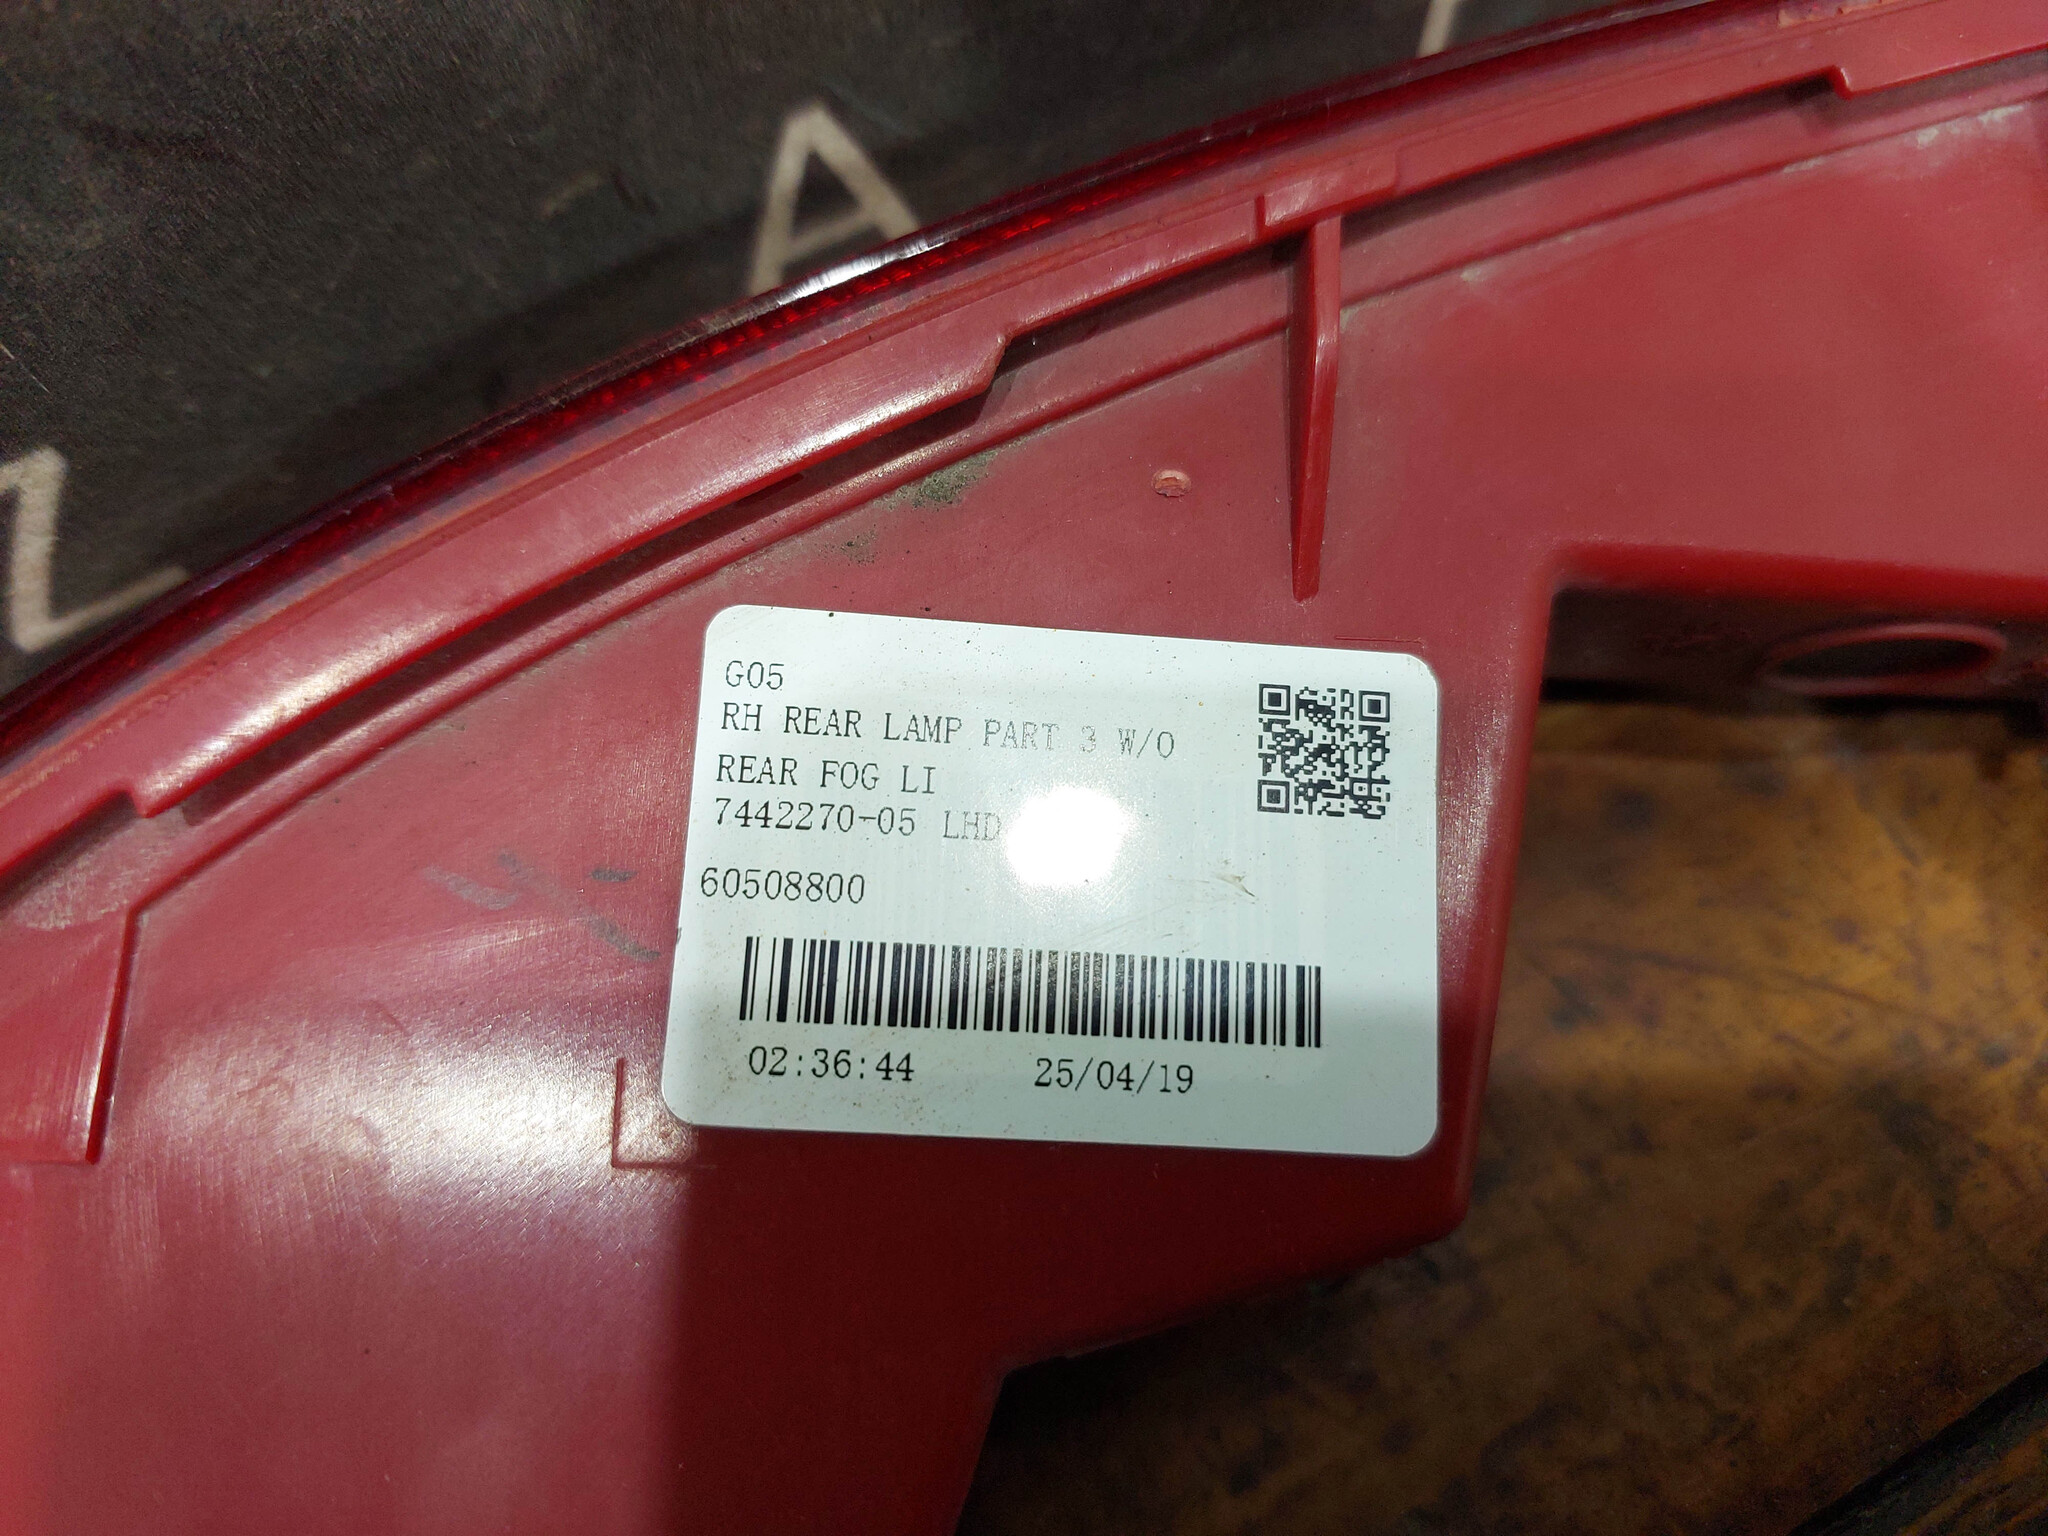 G05
RH REAR LAMP PART 3 W/O
REAR FOG LI
7442270-05 LHD
60508800
02:36:44 25/04/19